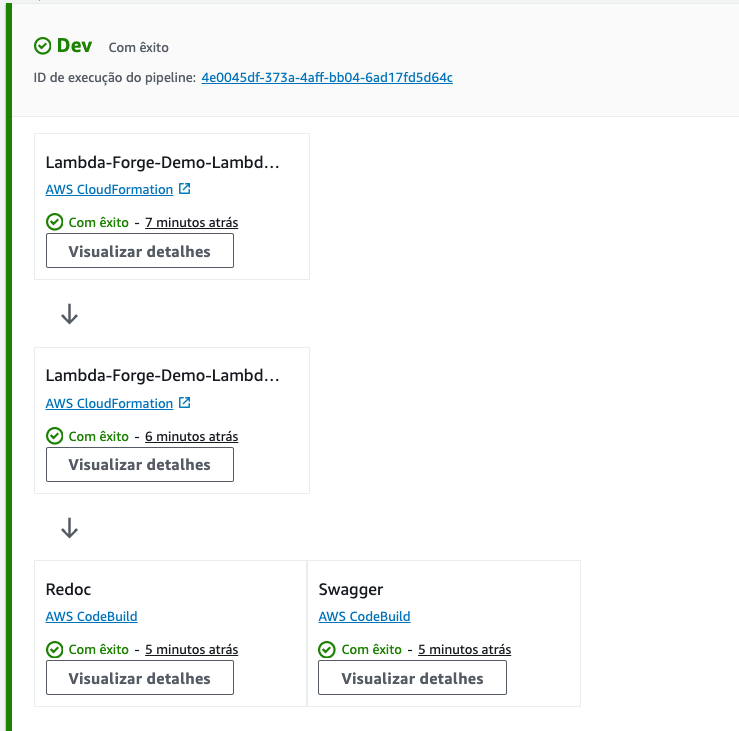 Dev Com êxito
ID de execução do pipeline: 4e0045df-373a-4aff-bb04-6ad17fd5d64c
Lambda-Forge-Demo-Lambd...
AWS CloudFormation
Com êxito - 7 minutos atrás
Visualizar detalhes
Lambda-Forge-Demo-Lambd...
AWS CloudFormation
Com êxito - 6 minutos atrás
Visualizar detalhes
Redoc
AWS CodeBuild
Com êxito - 5 minutos atrás
Visualizar detalhes
Swagger
AWS CodeBuild
Com êxito - 5 minutos atrás
Visualizar detalhes